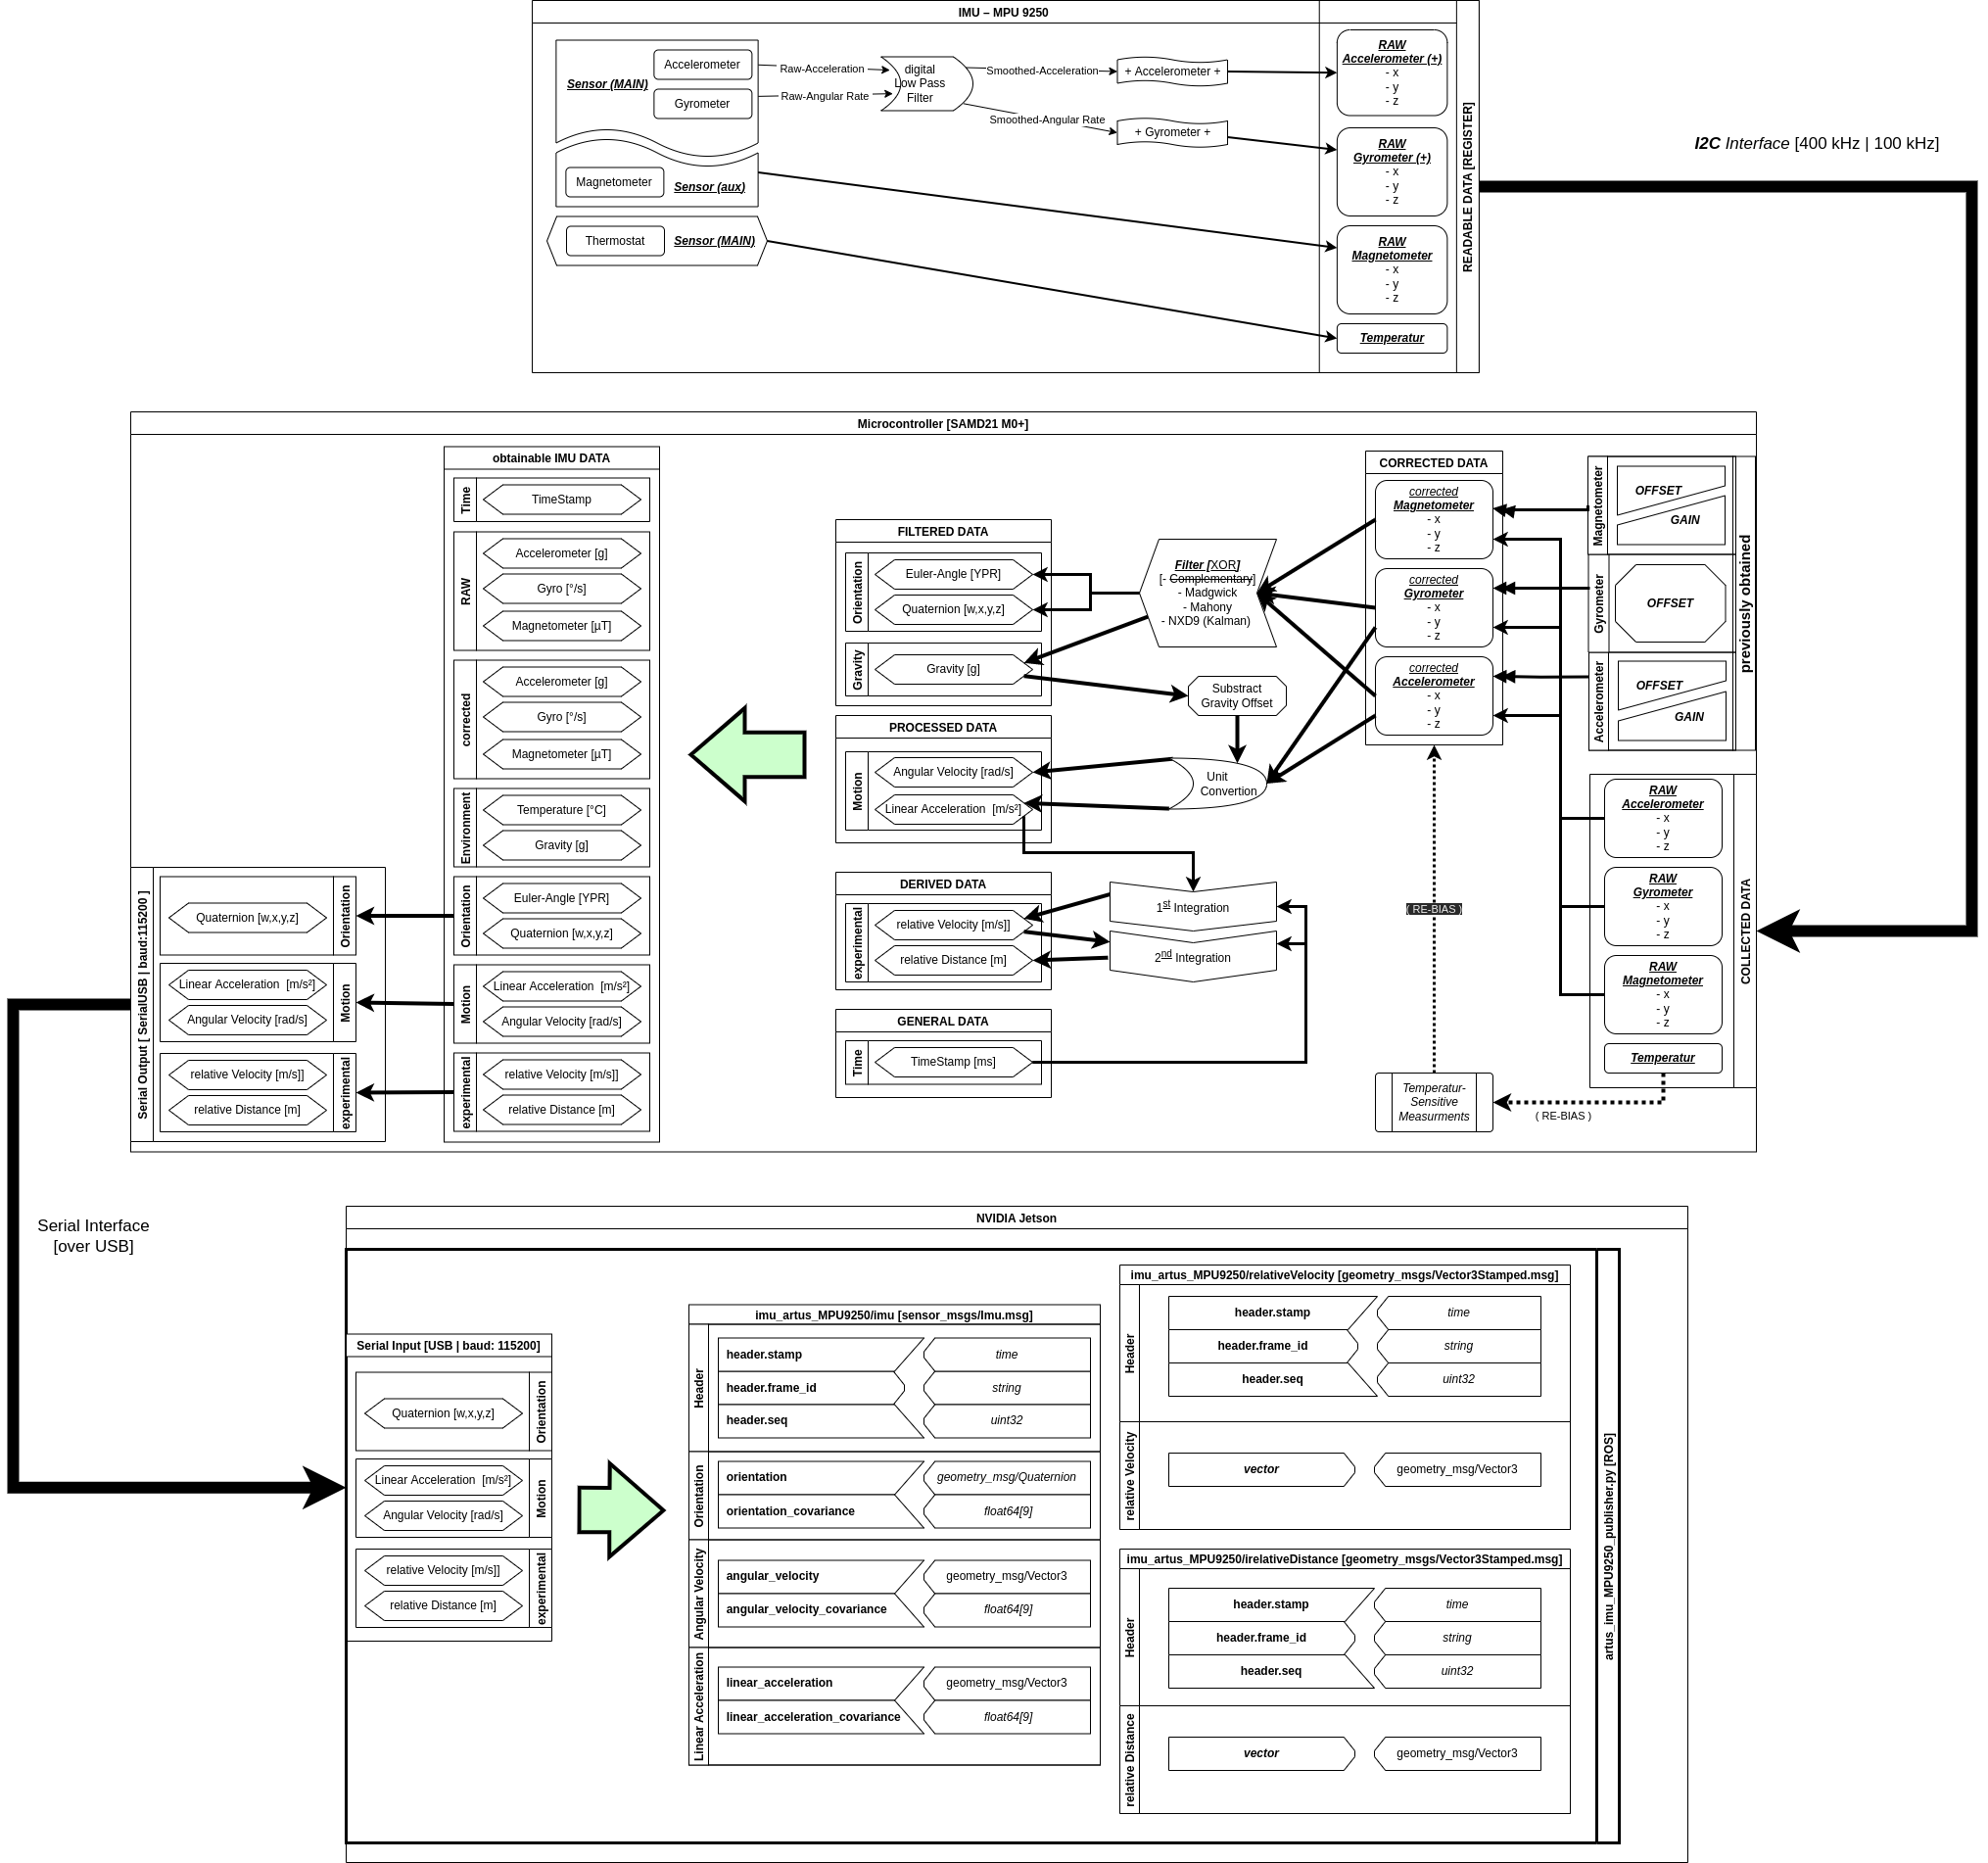 IMU – MPU 9250
Sensor (MAIN)
Accelerometer
Gyrometer
Raw-Acceleration
Raw-Angular Rate
digital
Low Pass
Filter
Smoothed-Acceleration
Smoothed-Angular Rate
+ Accelerometer +
+ Gyrometer +
Magnetometer
Sensor (aux)
Thermostat
Sensor (MAIN)
RAW
Accelerometer (+)
- x
- y
- z
RAW
Gyrometer (+)
- x
- y
- z
RAW
Magnetometer
- x
- y
- z
Temperatur
READABLE DATA [REGISTER]
I2C Interface [400 kHz | 100 kHz]
Microcontroller [SAMD21 M0+]
obtainable IMU DATA
Time
TimeStamp
RAW
Accelerometer [g]
Gyro [°/s]
Magnetometer [µT]
corrected
Accelerometer [g]
Gyro [°/s]
Magnetometer [µT]
Environment
Temperature [°C]
Gravity [g]
Orientation
Euler-Angle [YPR]
Quaternion [w,x,y,z]
Motion
Linear Acceleration [m/s²]
Angular Velocity [rad/s]
experimental
relative Velocity [m/s]]
relative Distance [m]
Serial Output [ SerialUSB | baud:115200 ]
Quaternion [w,x,y,z]
Orientation
Linear Acceleration [m/s²]
Angular Velocity [rad/s]
Motion
relative Velocity [m/s]]
relative Distance [m]
experimental
FILTERED DATA
Orientation
Euler-Angle [YPR]
Quaternion [w,x,y,z]
Gravity
Gravity [g]
PROCESSED DATA
Motion
Angular Velocity [rad/s]
Linear Acceleration [m/s²]
DERIVED DATA
experimental
relative Velocity [m/s]]
relative Distance [m]
GENERAL DATA
Time
TimeStamp [ms]
Filter [XOR]
[- Complementary]
- Madgwick
- Mahony
- NXD9 (Kalman)
Substract
Gravity Offset
Unit
Convertion
1st Integration
2nd Integration
CORRECTED DATA
corrected
Magnetometer
- x
- y
- z
corrected
Gyrometer
- x
- y
- z
corrected
Accelerometer
- x
- y
- z
Magnetometer
OFFSET
GAIN
Gyrometer
OFFSET
Accelerometer
OFFSET
GAIN
previously obtained
RAW
Accelerometer
- x
- y
- z
RAW
Gyrometer
- x
- y
- z
RAW
Magnetometer
- x
- y
- z
Temperatur
COLLECTED DATA
( RE-BIAS )
Temperatur-
Sensitive
Measurments
( RE-BIAS )
Serial Interface
[over USB]
NVIDIA Jetson
Serial Input [USB | baud: 115200]
Quaternion [w,x,y,z]
Orientation
Linear Acceleration [m/s²]
Angular Velocity [rad/s]
Motion
relative Velocity [m/s]]
relative Distance [m]
experimental
imu_artus_MPU9250/imu [sensor_msgs/Imu.msg]
Header
header.stamp
time
header.frame_id
string
header.seq
uint32
Orientation
orientation
geometry_msg/Quaternion
orientation_covariance
float64[9]
Angular Velocity
angular_velocity
geometry_msg/Vector3
angular_velocity_covariance
float64[9]
Linear Acceleration
linear_acceleration
geometry_msg/Vector3
linear_acceleration_covariance
float64[9]
imu_artus_MPU9250/relativeVelocity [geometry_msgs/Vector3Stamped.msg]
Header
header.stamp
time
header.frame_id
string
header.seq
uint32
relative Velocity
vector
geometry_msg/Vector3
imu_artus_MPU9250/irelativeDistance [geometry_msgs/Vector3Stamped.msg]
Header
header.stamp
time
header.frame_id
string
header.seq
uint32
relative Distance
vector
geometry_msg/Vector3
artus_imu_MPU9250_publisher.py [ROS]